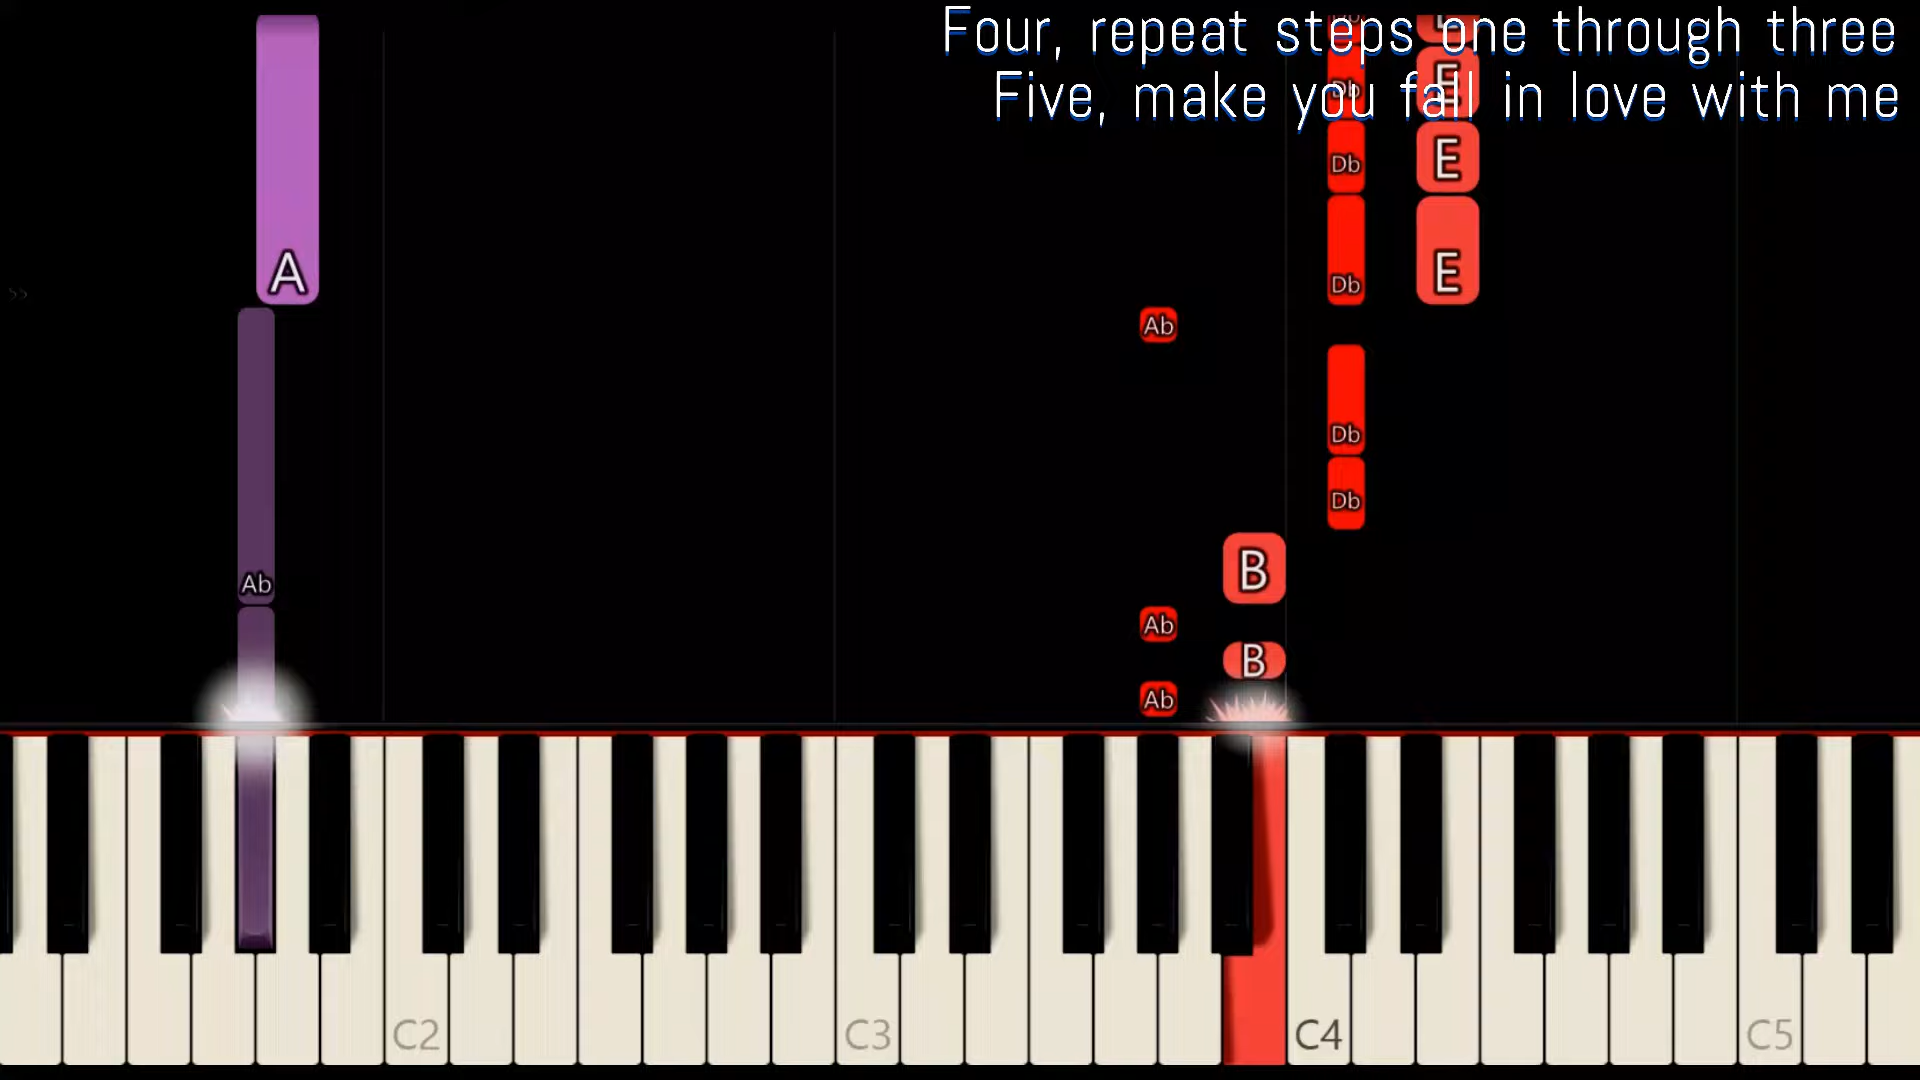 Four, repeat steps one through three
Five, make you fall in love with me
Db E
Db E
A Db E
Ab
Db
Db
Ab B
Ab
B
Ab
C2 C3 C4 C5